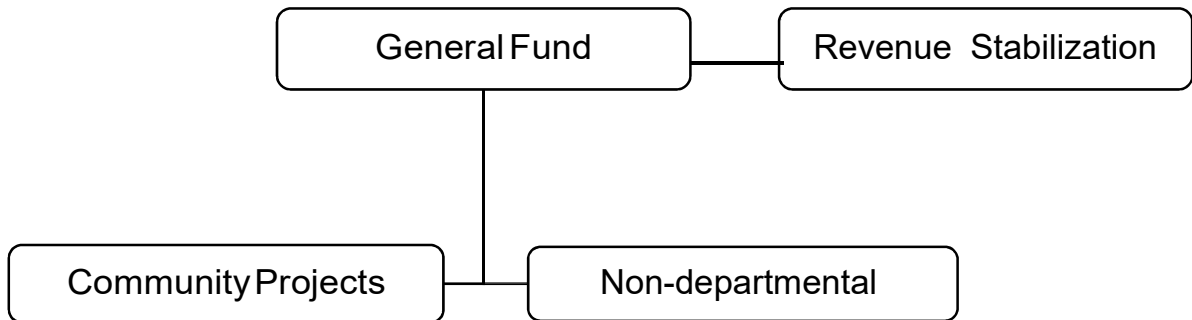 General Fund
Revenue Stabilization
Community Projects
Non-departmental